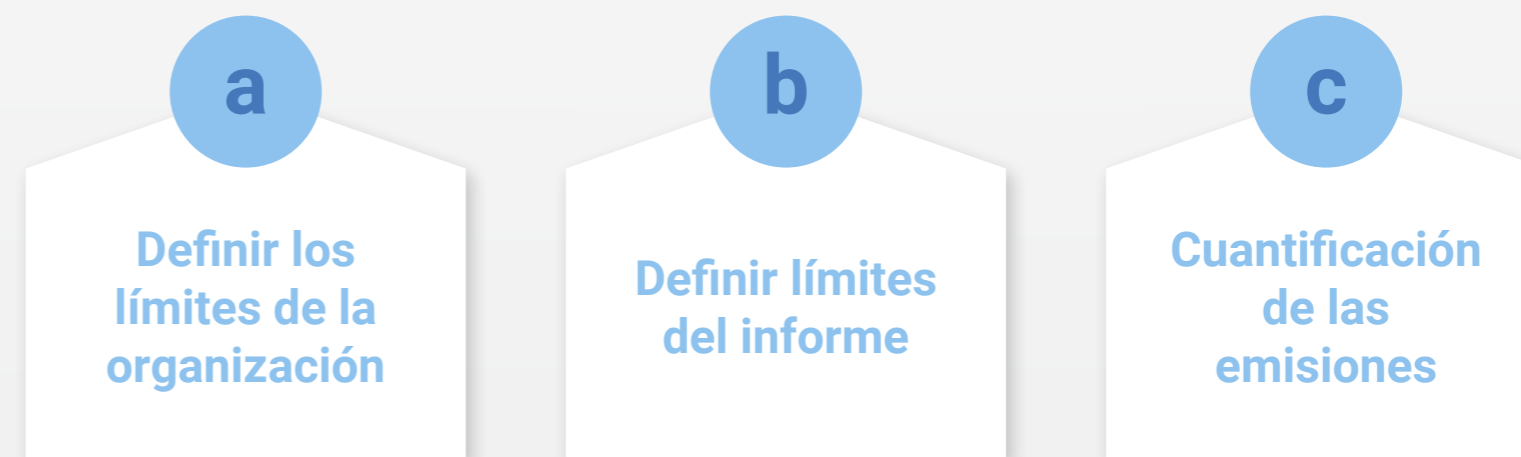 a
Definir los
límites de la
organización
b
Definir límites
del informe
c
Cuantificación
de las
emisiones